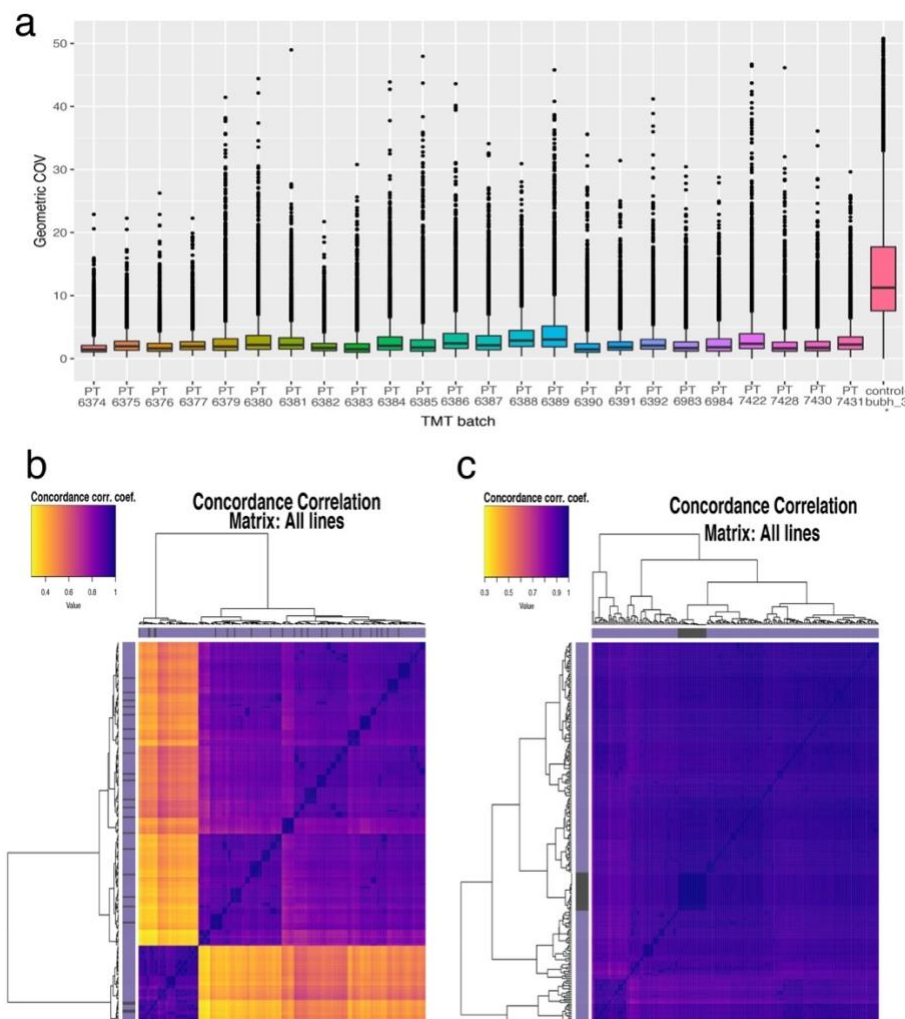 a
50
40
30
20
10
0
Geometric COV
PT PT PT PT PT PT PT PT PT PT PT PT PT PT PT PT PT PT PT PT PT PT PT PT control
6374 6375 6376 6377 6379 6380 6381 6382 6383 6384 6385 6386 6387 6388 6389 6390 6391 6392 6983 6984 7422 7428 7430 7431 bubh_3
*
TMT batch
b
Concordance corr. coef.
0.4 0.6 0.8 1
Value
Concordance Correlation
Matrix: All lines
c
Concordance corr. coef.
0.3 0.5 0.7 0.9 1
Value
Concordance Correlation
Matrix: All lines